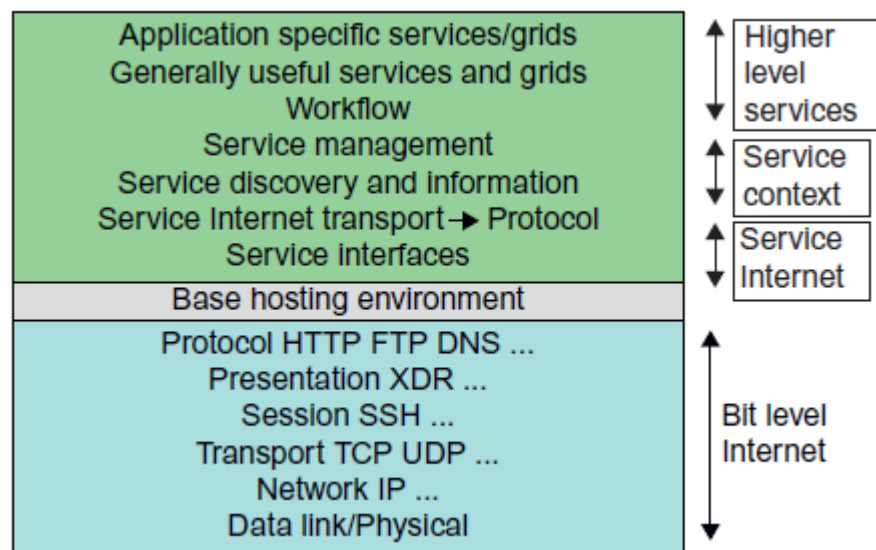 Application specific services/grids
Generally useful services and grids
Workflow
Service management
Service discovery and information
Service Internet transport → Protocol
Service interfaces
Base hosting environment
Protocol HTTP FTP DNS ...
Presentation XDR ...
Session SSH ...
Transport TCP UDP ...
Network IP ...
Data link/Physical
Higher
level
services
Service
context
Service
Internet
Bit level
Internet